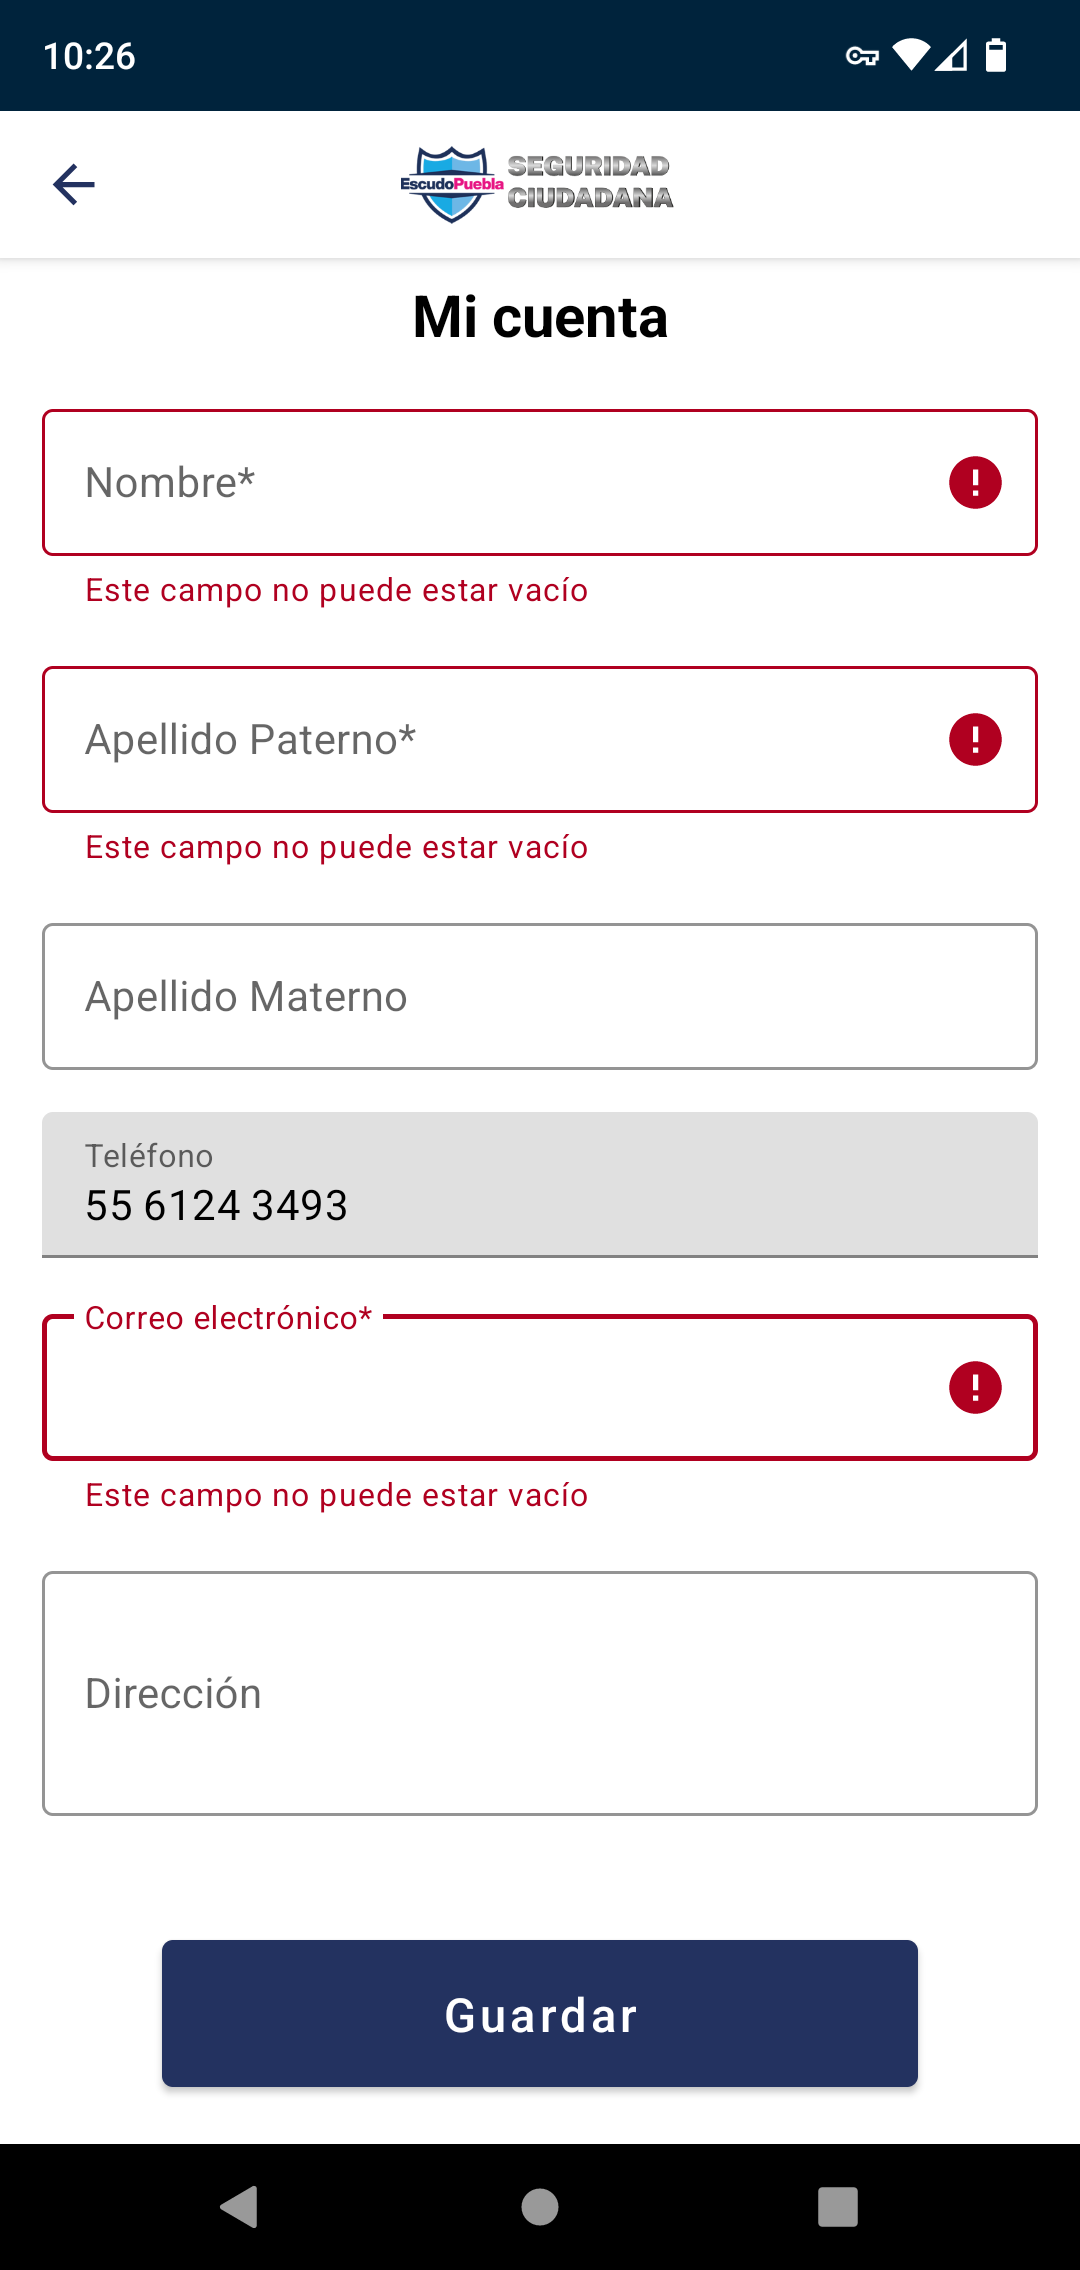 10:26
EscudoPuebla
SEGURIDAD
CIUDADANA
Mi cuenta
Nombre*
Este campo no puede estar vacío
Apellido Paterno*
Este campo no puede estar vacío
Apellido Materno
Teléfono
55 6124 3493
Correo electrónico*
Este campo no puede estar vacío
Dirección
Guardar